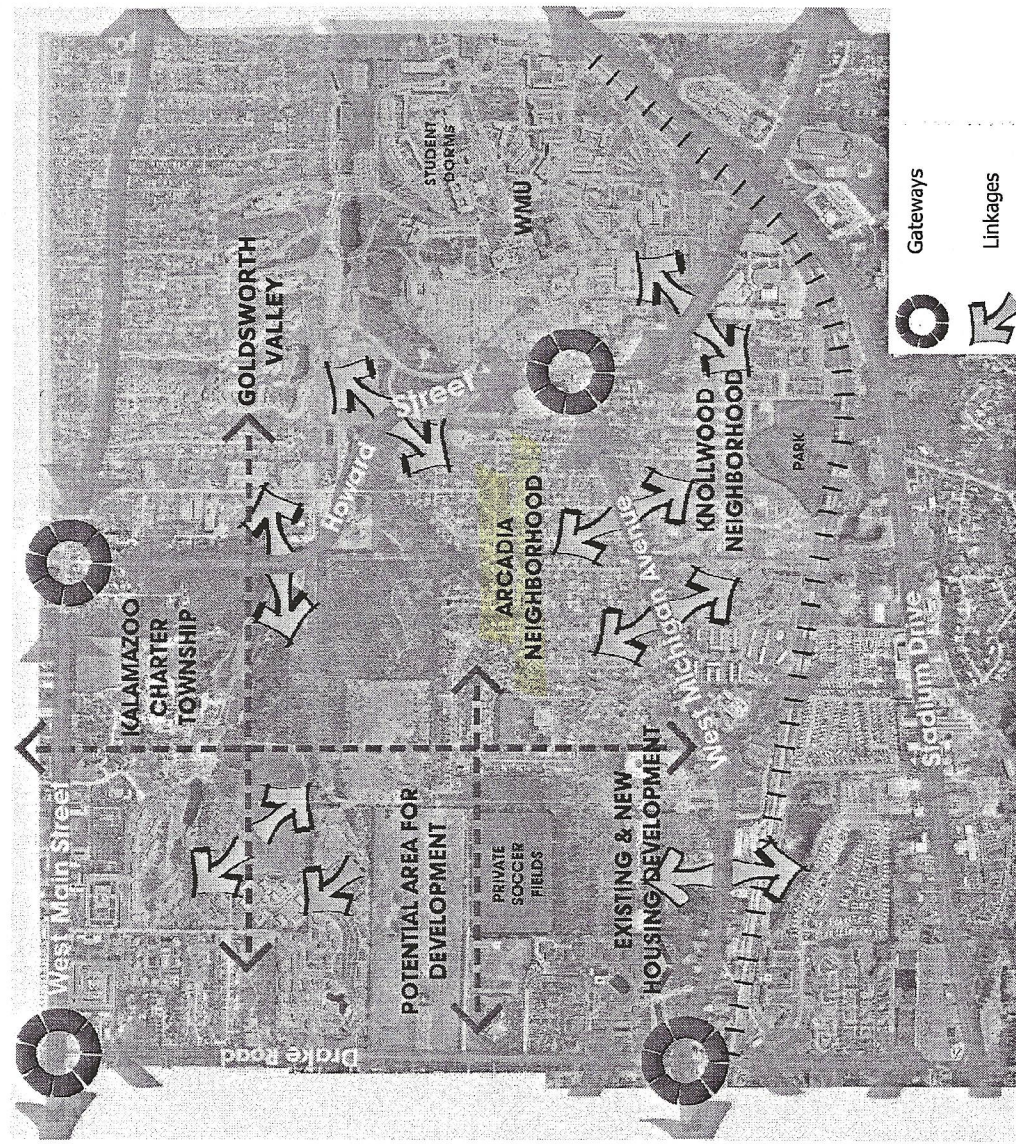 West Main Street
KALAMAZOO
CHARTER
TOWNSHIP
GOLDSWORTH
VALLEY
Drake Road
Howard
Street
STUDENT
DORMS
WMU
POTENTIAL AREA FOR
DEVELOPMENT
PRIVATE
SOCCER
FIELDS
ARCADIA
NEIGHBORHOOD
EXISTING & NEW
HOUSING DEVELOPMENT
West Michigan Avenue
KNOLLWOOD
NEIGHBORHOOD
PARK
Stadium Drive
Gateways
Linkages